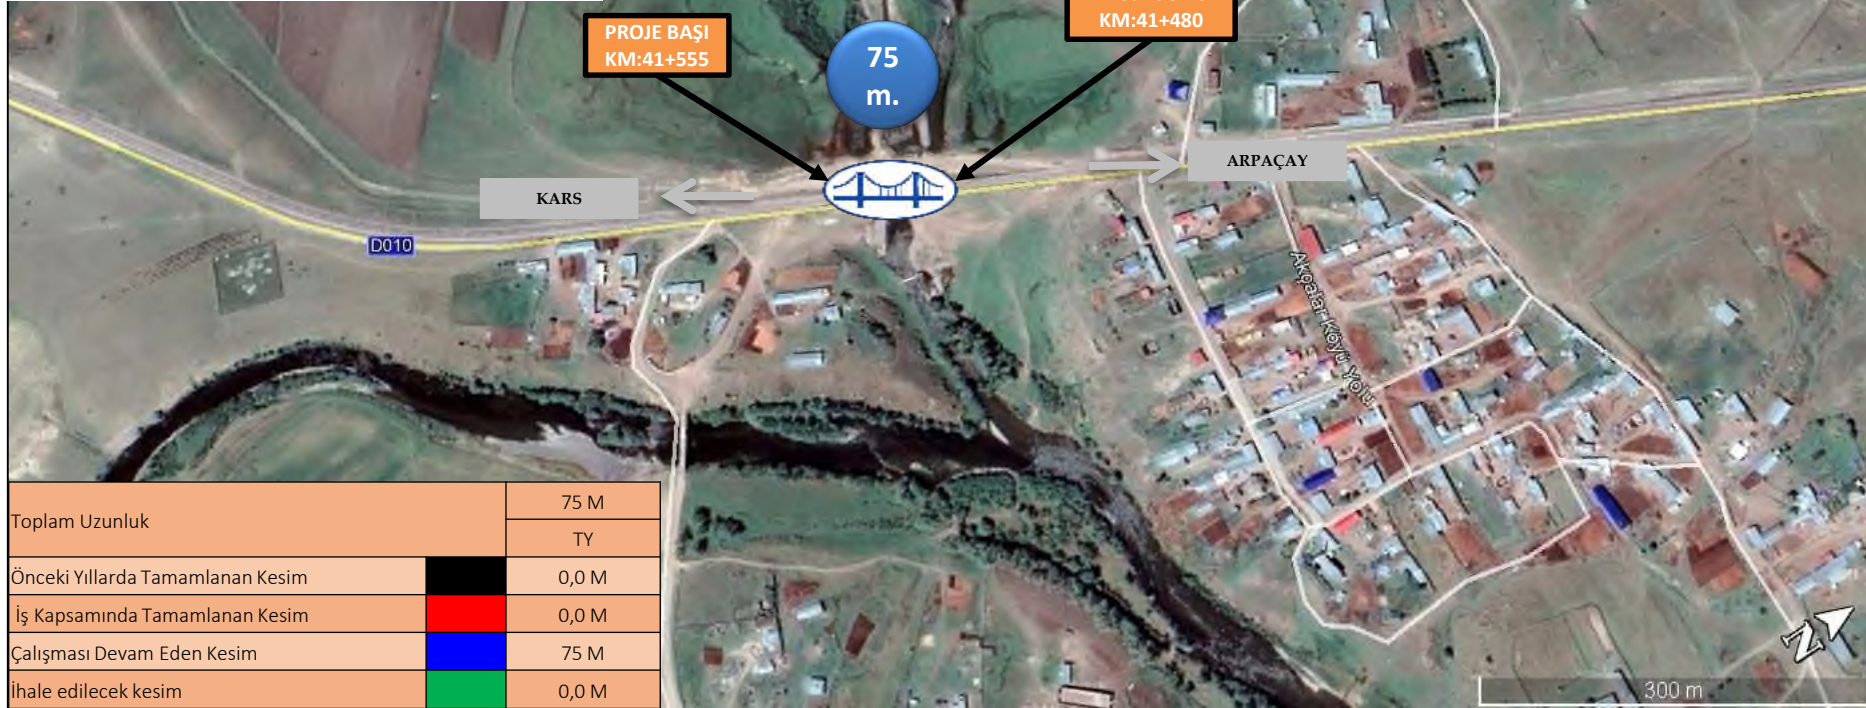 PROJE BAŞI
KM:41+555
75
m.
KM:41+480
KARS
ARPAÇAY
D010
Akçalar Köyü Yolu
Toplam Uzunluk
75 M
TY
Önceki Yıllarda Tamamlanan Kesim
0,0 M
İş Kapsamında Tamamlanan Kesim
0,0 M
Çalışması Devam Eden Kesim
75 M
İhale edilecek kesim
0,0 M
N
300 m